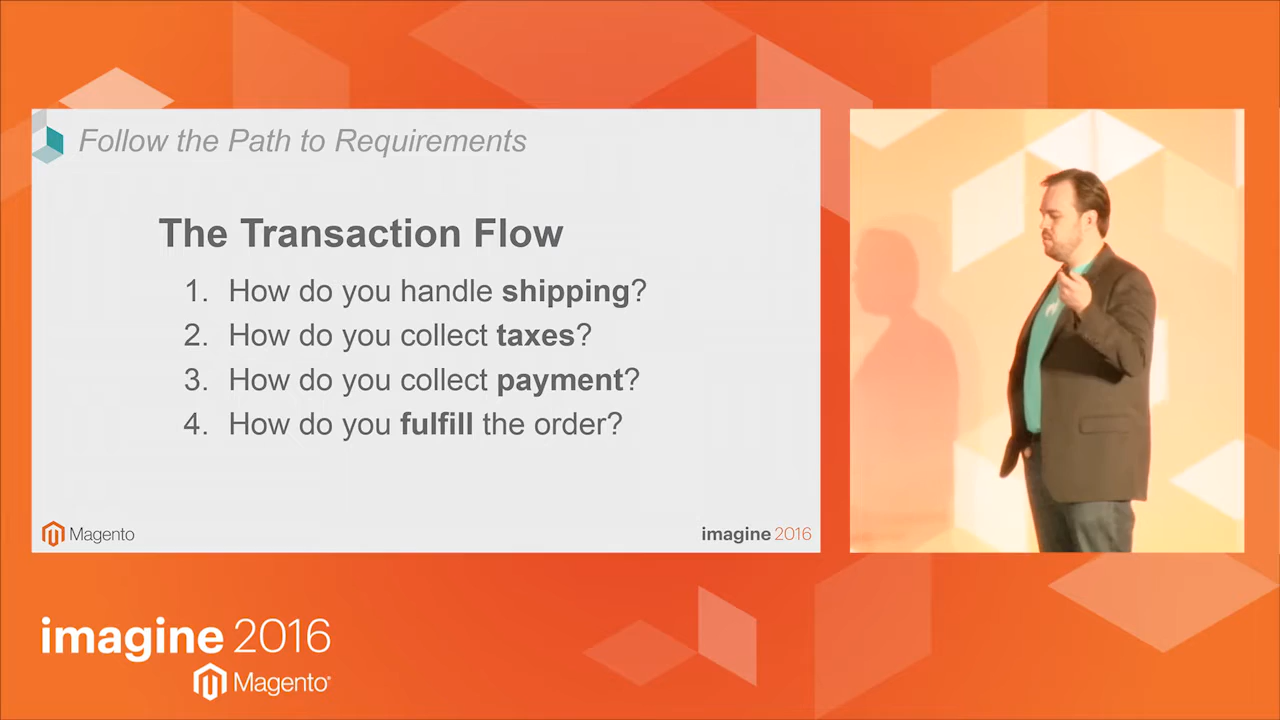 Follow the Path to Requirements
The Transaction Flow
1. How do you handle shipping?
2. How do you collect taxes?
3. How do you collect payment?
4. How do you fulfill the order?
Magento
imagine 2016
imagine 2016
Magento®